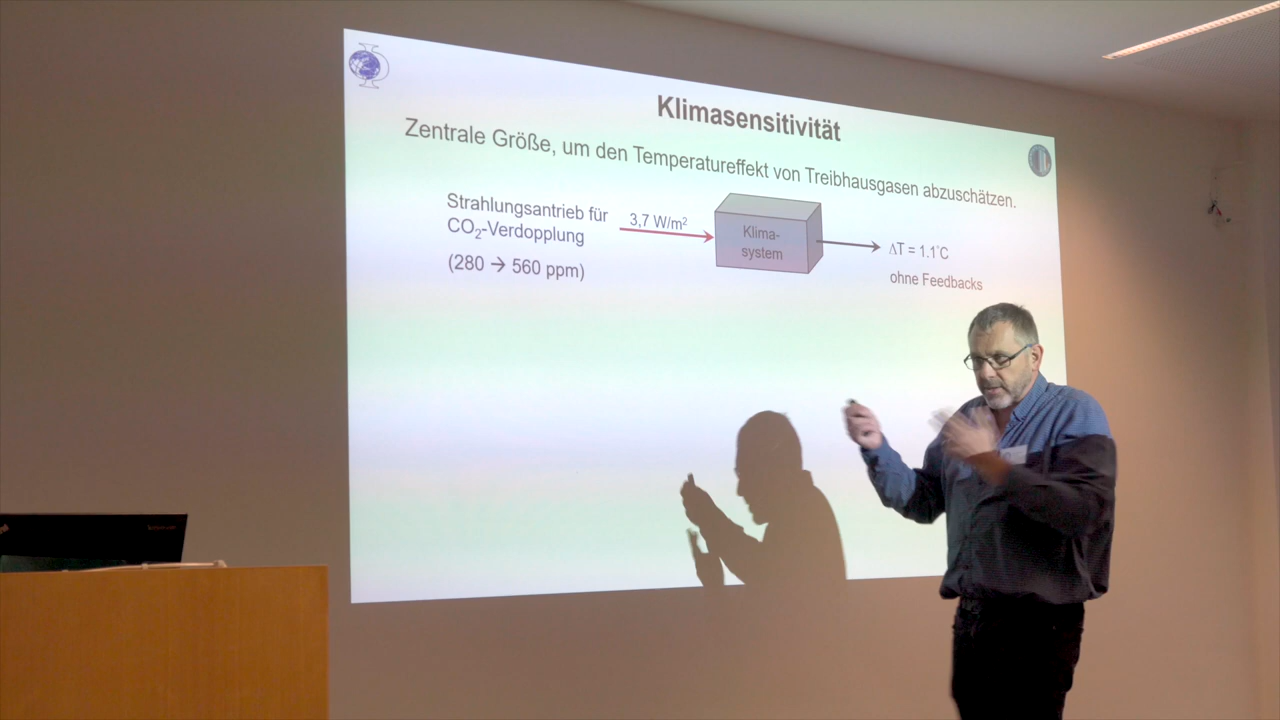 Klimasensitivität
Zentrale Größe, um den Temperatureffekt von Treibhausgasen abzuschätzen.
Strahlungsantrieb für
CO₂-Verdopplung
(280 → 560 ppm)
3,7 W/m²
Klima-
system
ΔT = 1.1°C
ohne Feedbacks